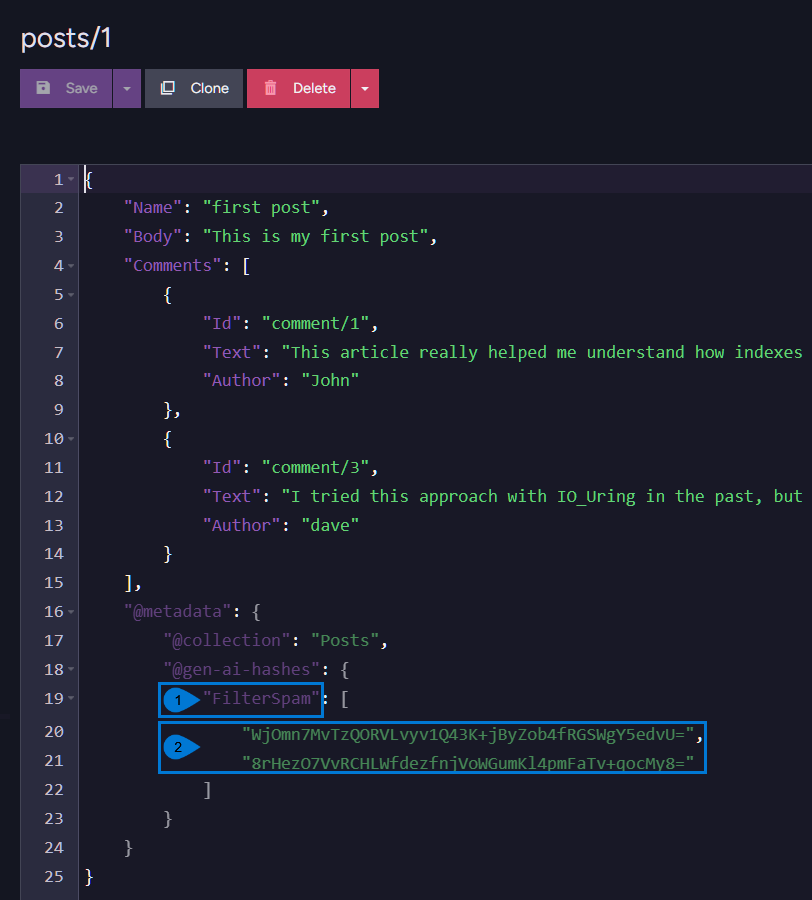 posts/1
Save Clone Delete
1 {
2 "Name": "first post",
3 "Body": "This is my first post",
4 "Comments": [
5 {
6 "Id": "comment/1",
7 "Text": "This article really helped me understand how indexes
8 "Author": "John"
9 },
10 {
11 "Id": "comment/3",
12 "Text": "I tried this approach with IO_Uring in the past, but
13 "Author": "dave"
14 }
15 ],
16 "@metadata": {
17 "@collection": "Posts",
18 "@gen-ai-hashes": {
19 1 "FilterSpam": [
20 "WjOmn7MvTzQORVLvyv1Q43K+jByZob4fRGSWgY5edvU=",
2
21 "8rHezO7VvRCHLWfdezfnjVoWGumKl4pmFaTv+qocMy8="
22 ]
23 }
24 }
25 }